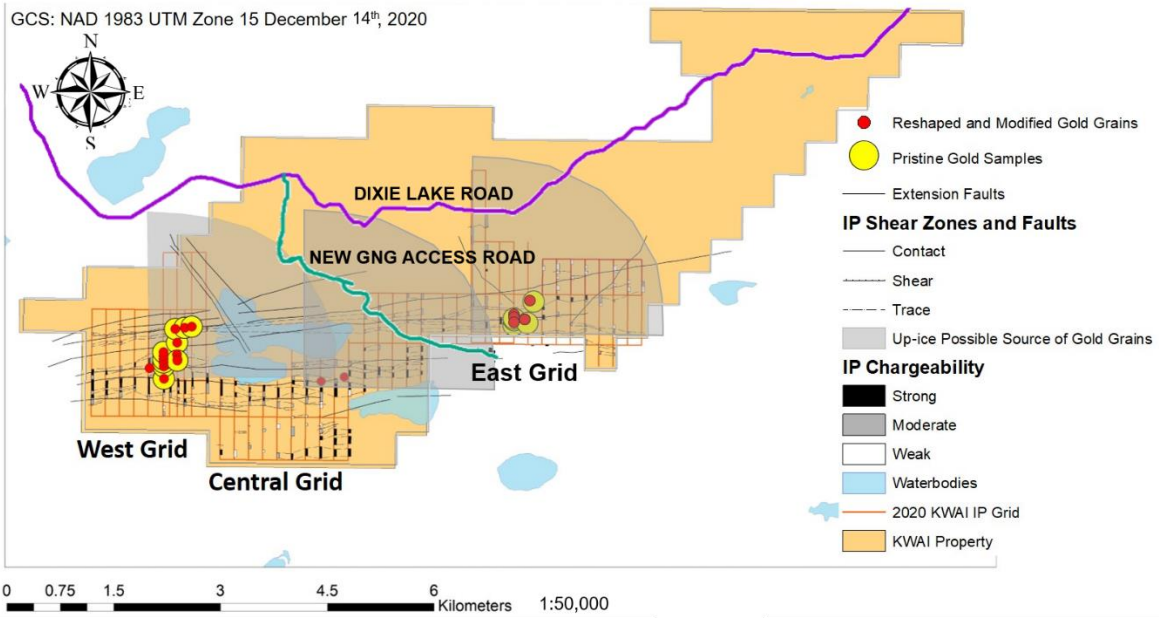 GCS: NAD 1983 UTM Zone 15 December 14th, 2020
N
W E
S
DIXIE LAKE ROAD
NEW GNG ACCESS ROAD
East Grid
West Grid
Central Grid
Reshaped and Modified Gold Grains
Pristine Gold Samples
Extension Faults
IP Shear Zones and Faults
Contact
Shear
Trace
Up-ice Possible Source of Gold Grains
IP Chargeability
Strong
Moderate
Weak
Waterbodies
2020 KWAI IP Grid
KWAI Property
0 0.75 1.5 3 4.5 6
Kilometers 1:50,000